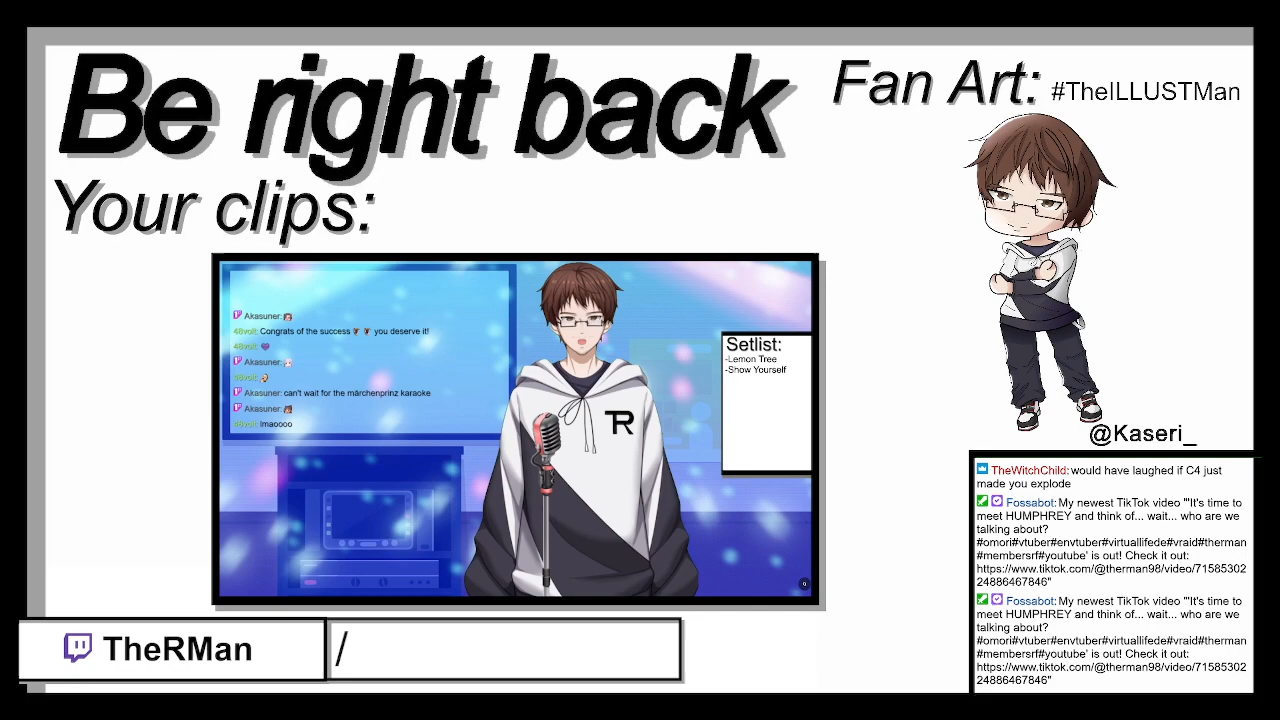 Be right back
Fan Art: #TheILLUSTMan
Your clips:
Akasuner:
48volt: Congrats of the success you deserve it!
48volt:
Akasuner:
48volt:
Akasuner: can't wait for the märchenprinz karaoke
Akasuner:
48volt: lmaoooo
Setlist:
-Lemon Tree
-Show Yourself
TR
@Kaseri_
TheWitchChild: would have laughed if C4 just
made you explode
Fossabot: My newest TikTok video "'It's time to
meet HUMPHREY and think of... wait... who are we
talking about?
#omori#vtuber#envtuber#virtuallifede#vraid#therman
#membersrf#youtube' is out! Check it out:
https://www.tiktok.com/@therman98/video/71585302
24886467846"
Fossabot: My newest TikTok video "'It's time to
meet HUMPHREY and think of... wait... who are we
talking about?
#omori#vtuber#envtuber#virtuallifede#vraid#therman
#membersrf#youtube' is out! Check it out:
https://www.tiktok.com/@therman98/video/71585302
24886467846"
TheRMan
/